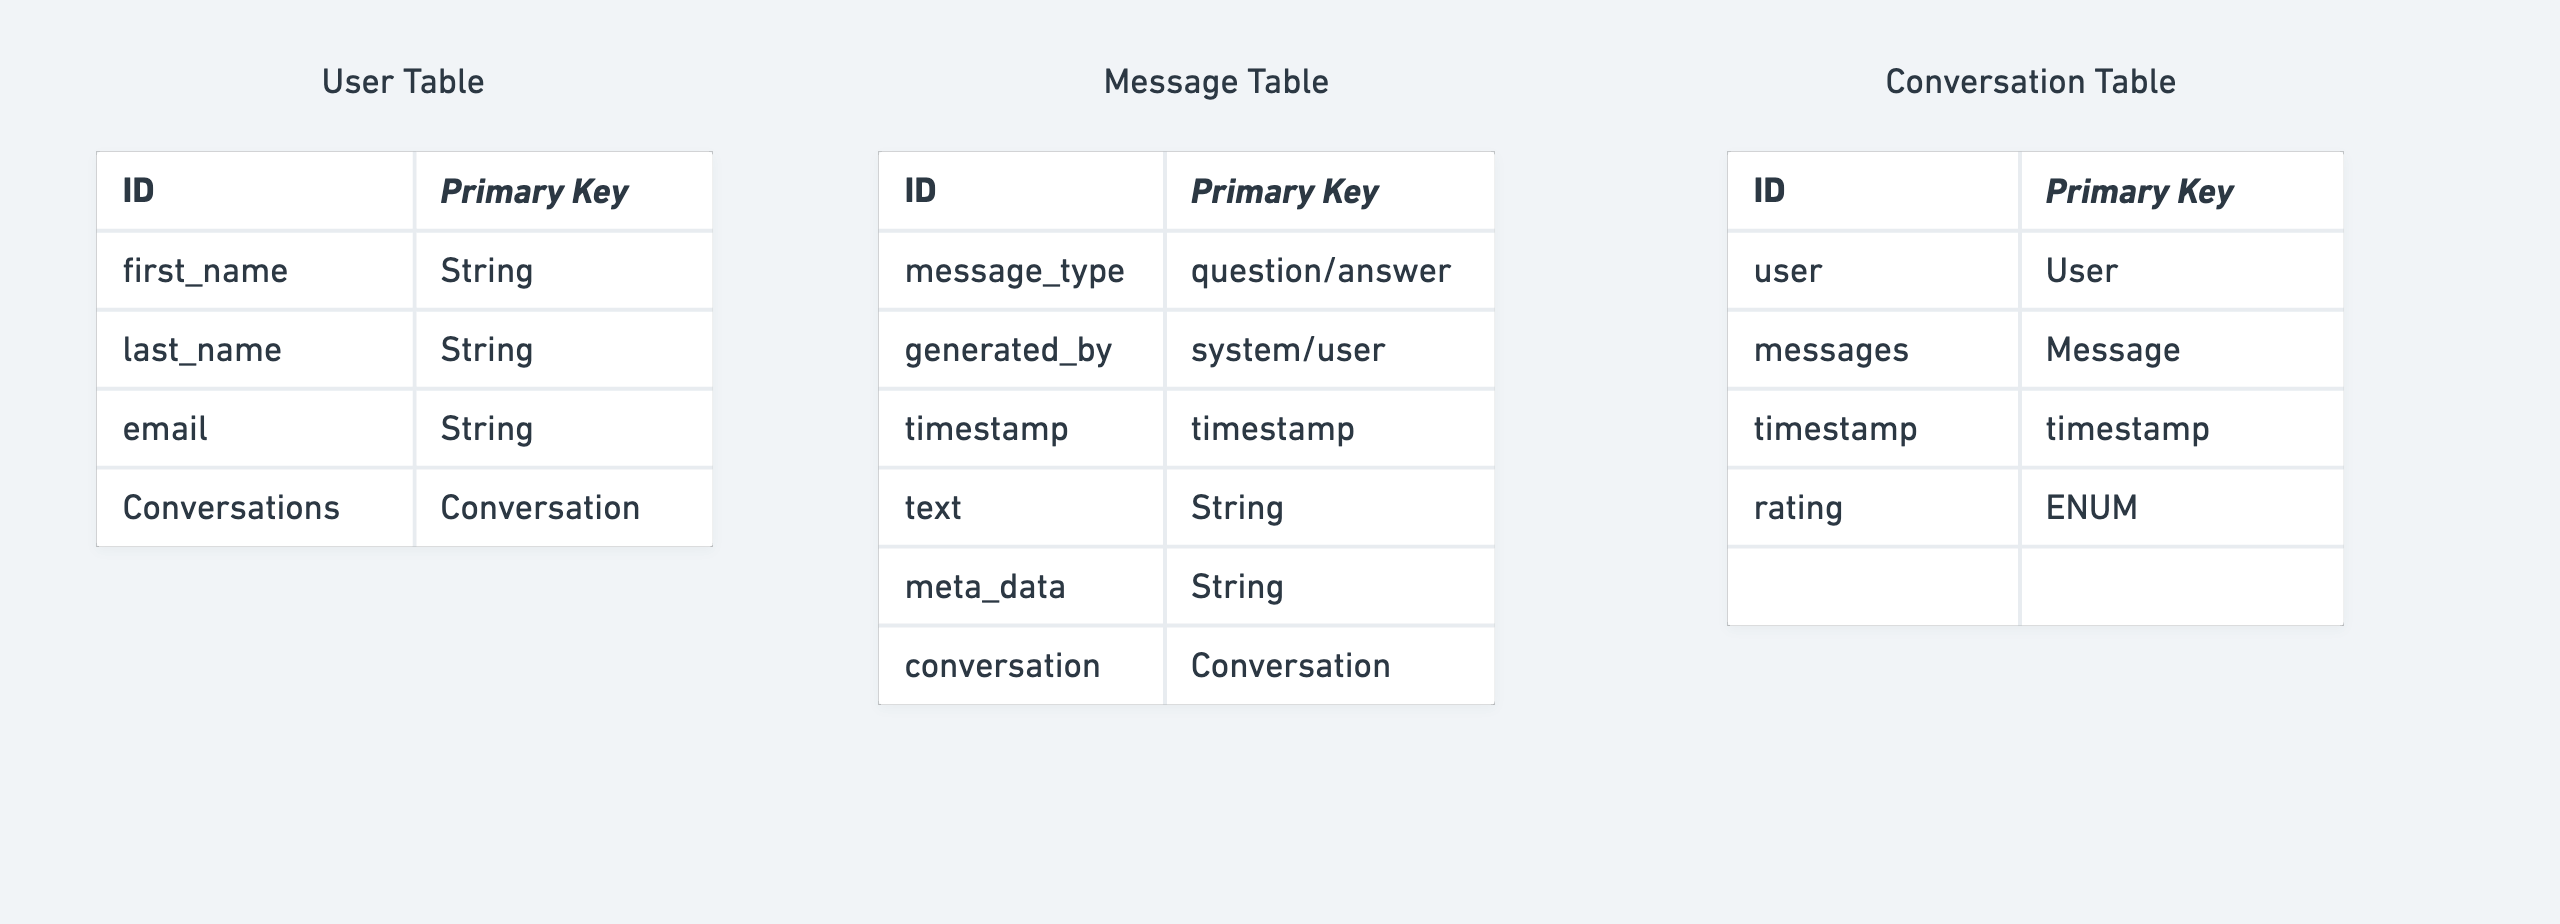 User Table
ID Primary Key
first_name String
last_name String
email String
Conversations Conversation
Message Table
ID Primary Key
message_type question/answer
generated_by system/user
timestamp timestamp
text String
meta_data String
conversation Conversation
Conversation Table
ID Primary Key
user User
messages Message
timestamp timestamp
rating ENUM